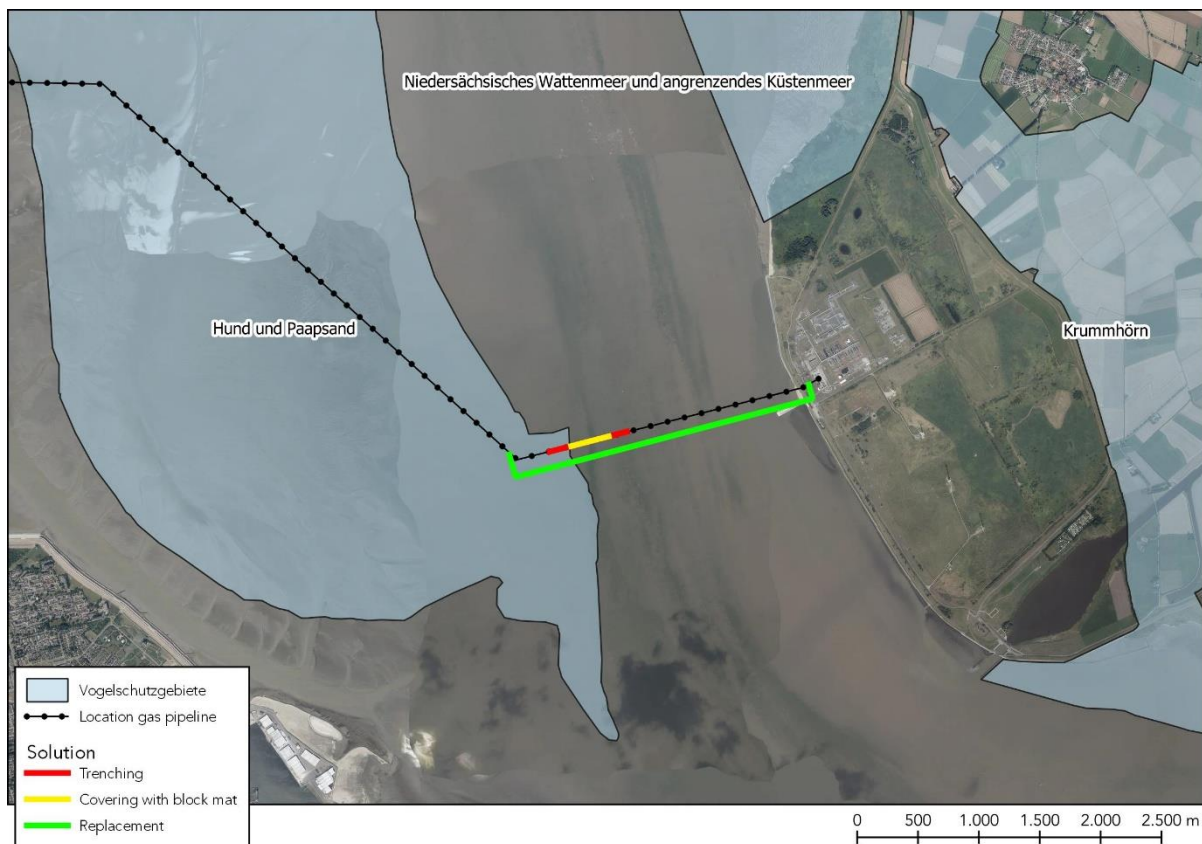 Niedersächsisches Wattenmeer und angrenzendes Küstenmeer
Hund und Paapsand
Krummhörn
Vogelschutzgebiete
Location gas pipeline
Solution
Trenching
Covering with block mat
Replacement
0 500 1.000 1.500 2.000 2.500 m